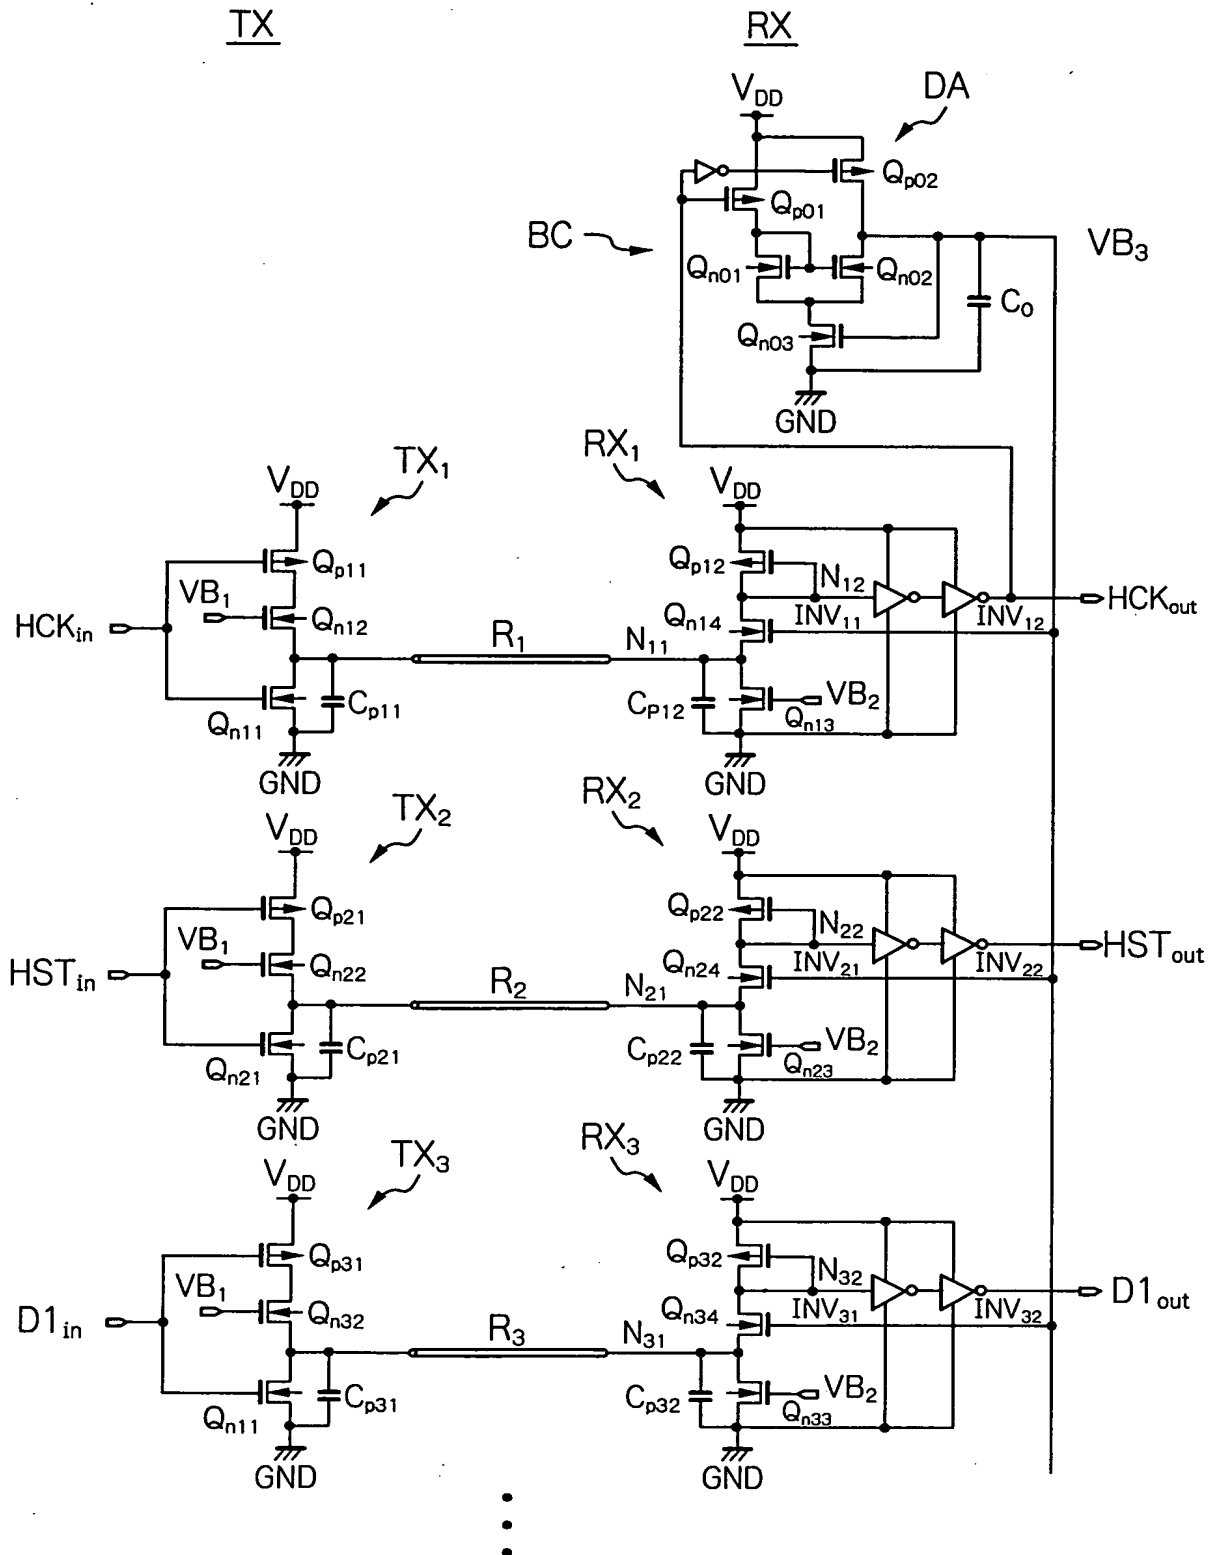 TX
RX
VDD
DA
Qp02
Qp01
BC
VB3
Qn01
Qn02
C0
Qn03
GND
TX1
RX1
VDD
VDD
Qp11
Qp12
N12
VB1
HCKin
Qn12
Qn14
INV11
INV12
HCKout
R1
N11
Qn11
Cp11
CP12
VB2
Qn13
GND
GND
TX2
RX2
VDD
VDD
Qp21
Qp22
N22
VB1
HSTin
Qn22
Qn24
INV21
INV22
HSTout
R2
N21
Qn21
Cp21
Cp22
VB2
Qn23
GND
GND
TX3
RX3
VDD
VDD
Qp31
Qp32
N32
VB1
D1in
Qn32
Qn34
INV31
INV32
D1out
R3
N31
Qn11
Cp31
Cp32
VB2
Qn33
GND
GND